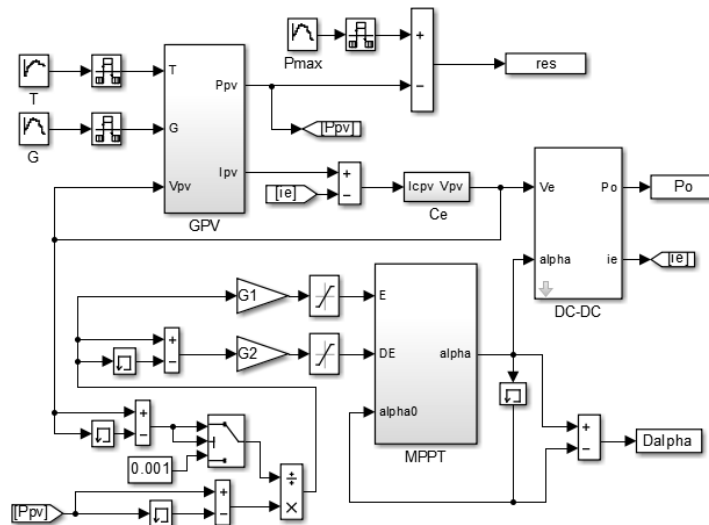 Pmax
+
−
res
T
T
Ppv
[Ppv]
G
G
Vpv
Ipv
GPV
[ie]
+
−
Icpv Vpv
Ce
Ve
Po
Po
alpha
ie
[ie]
DC-DC
G1
E
+
−
G2
DE
alpha
alpha0
MPPT
+
−
Dalpha
+
−
0.001
÷
×
[Ppv]
+
−